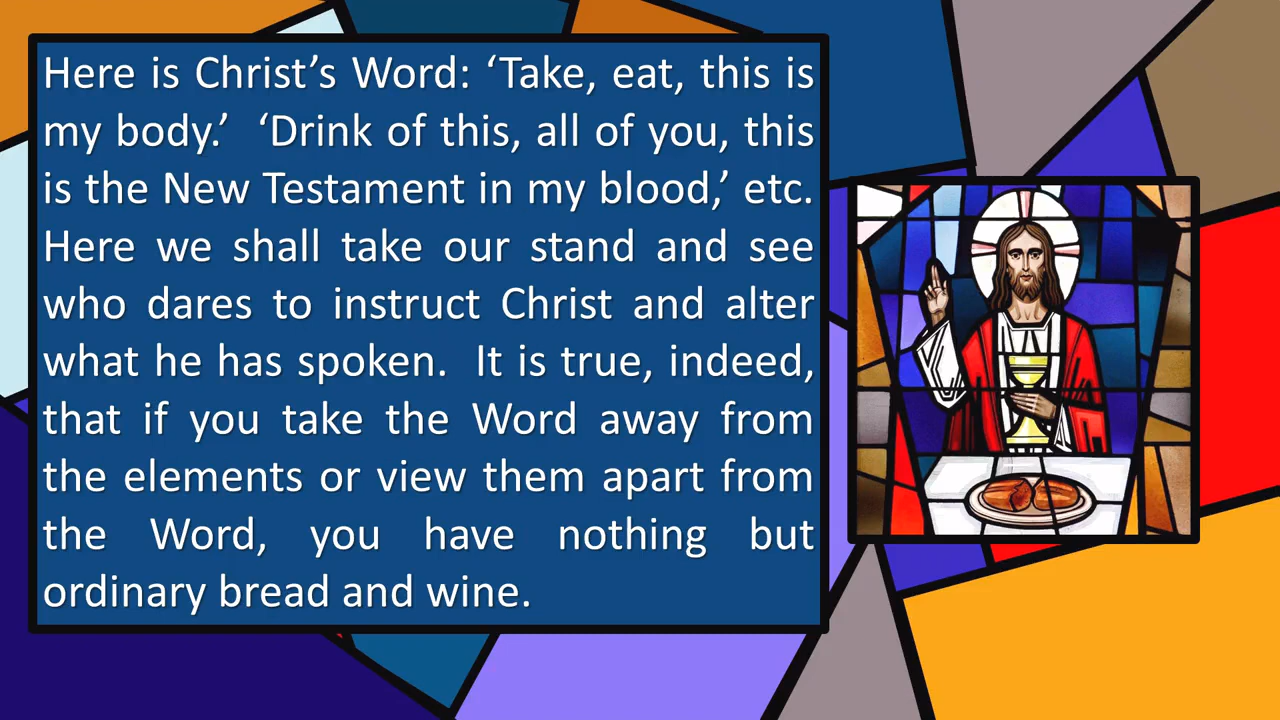 Here is Christ’s Word: ‘Take, eat, this is
my body.’  ‘Drink of this, all of you, this
is the New Testament in my blood,’ etc.
Here we shall take our stand and see
who dares to instruct Christ and alter
what he has spoken.  It is true, indeed,
that if you take the Word away from
the elements or view them apart from
the Word, you have nothing but
ordinary bread and wine.